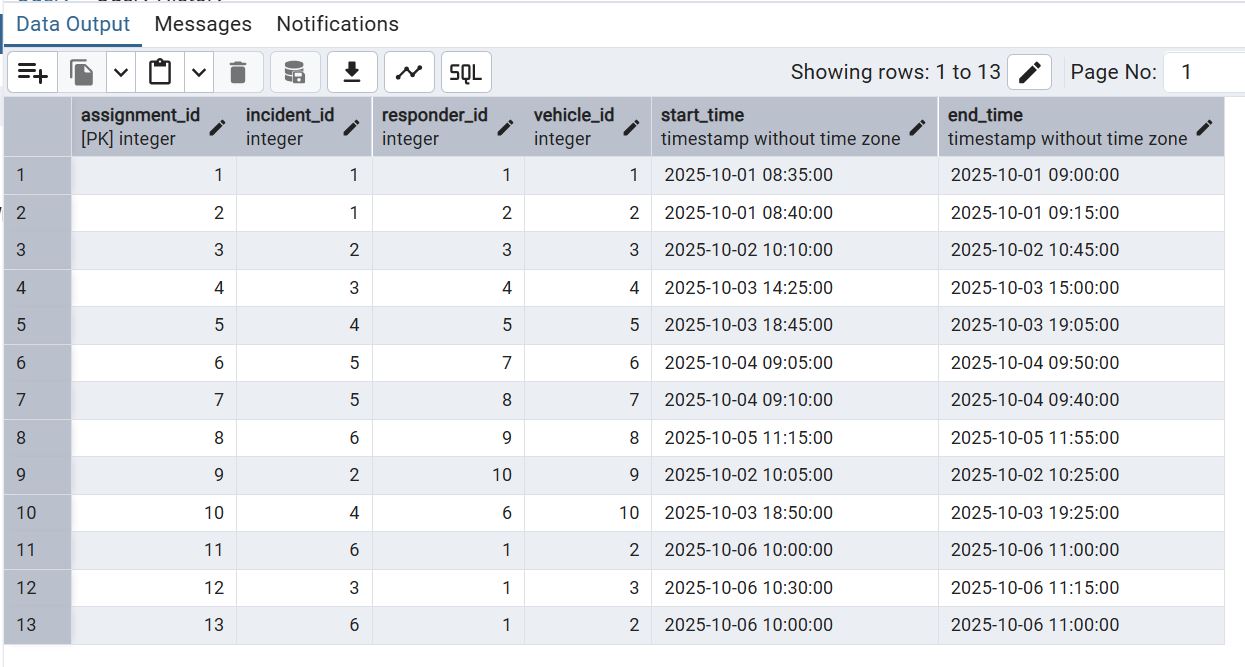 Data Output Messages Notifications
SQL Showing rows: 1 to 13 Page No: 1
assignment_id incident_id responder_id vehicle_id start_time end_time
[PK] integer integer integer integer timestamp without time zone timestamp without time zone
1 1 1 1 1 2025-10-01 08:35:00 2025-10-01 09:00:00
2 2 1 2 2 2025-10-01 08:40:00 2025-10-01 09:15:00
3 3 2 3 3 2025-10-02 10:10:00 2025-10-02 10:45:00
4 4 3 4 4 2025-10-03 14:25:00 2025-10-03 15:00:00
5 5 4 5 5 2025-10-03 18:45:00 2025-10-03 19:05:00
6 6 5 7 6 2025-10-04 09:05:00 2025-10-04 09:50:00
7 7 5 8 7 2025-10-04 09:10:00 2025-10-04 09:40:00
8 8 6 9 8 2025-10-05 11:15:00 2025-10-05 11:55:00
9 9 2 10 9 2025-10-02 10:05:00 2025-10-02 10:25:00
10 10 4 6 10 2025-10-03 18:50:00 2025-10-03 19:25:00
11 11 6 1 2 2025-10-06 10:00:00 2025-10-06 11:00:00
12 12 3 1 3 2025-10-06 10:30:00 2025-10-06 11:15:00
13 13 6 1 2 2025-10-06 10:00:00 2025-10-06 11:00:00